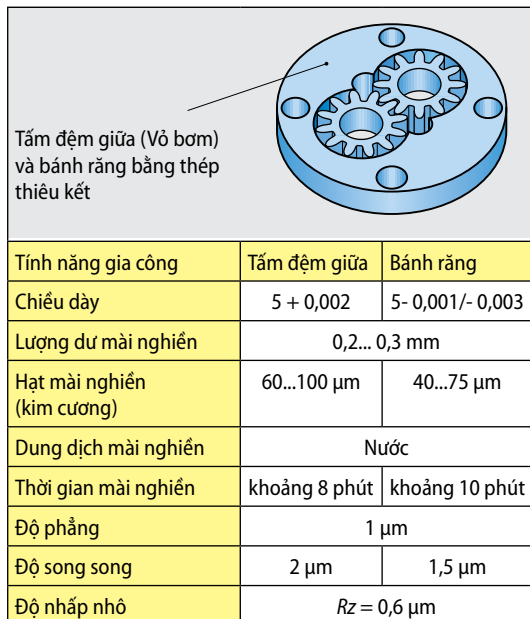 Tấm đệm giữa (Vỏ bơm)
và bánh răng bằng thép
thiêu kết
Tính năng gia công Tấm đệm giữa Bánh răng
Chiều dày 5 + 0,002 5- 0,001/- 0,003
Lượng dư mài nghiền 0,2... 0,3 mm
Hạt mài nghiền 60...100 µm 40...75 µm
(kim cương)
Dung dịch mài nghiền Nước
Thời gian mài nghiền khoảng 8 phút khoảng 10 phút
Độ phẳng 1 µm
Độ song song 2 µm 1,5 µm
Độ nhấp nhô Rz = 0,6 µm